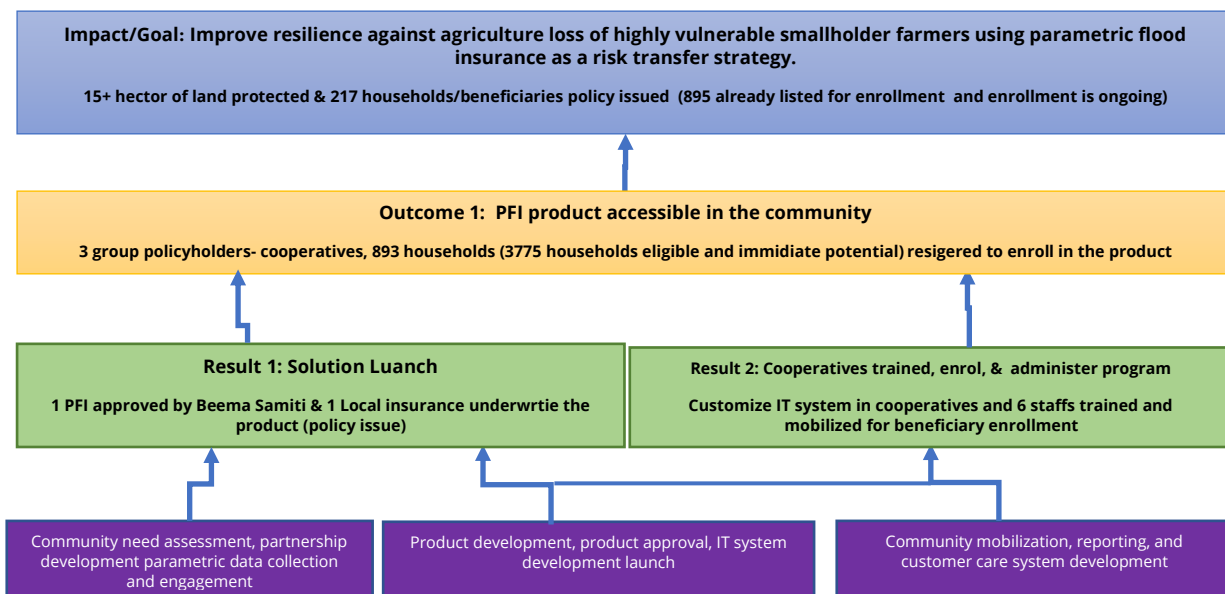 Impact/Goal: Improve resilience against agriculture loss of highly vulnerable smallholder farmers using parametric flood
insurance as a risk transfer strategy.
15+ hector of land protected & 217 households/beneficiaries policy issued (895 already listed for enrollment and enrollment is ongoing)
Outcome 1: PFI product accessible in the community
3 group policyholders- cooperatives, 893 households (3775 households eligible and immidiate potential) resigered to enroll in the product
Result 1: Solution Luanch
1 PFI approved by Beema Samiti & 1 Local insurance underwrtie the
product (policy issue)
Result 2: Cooperatives trained, enrol, & administer program
Customize IT system in cooperatives and 6 staffs trained and
mobilized for beneficiary enrollment
Community need assessment, partnership
development parametric data collection
and engagement
Product development, product approval, IT system
development launch
Community mobilization, reporting, and
customer care system development